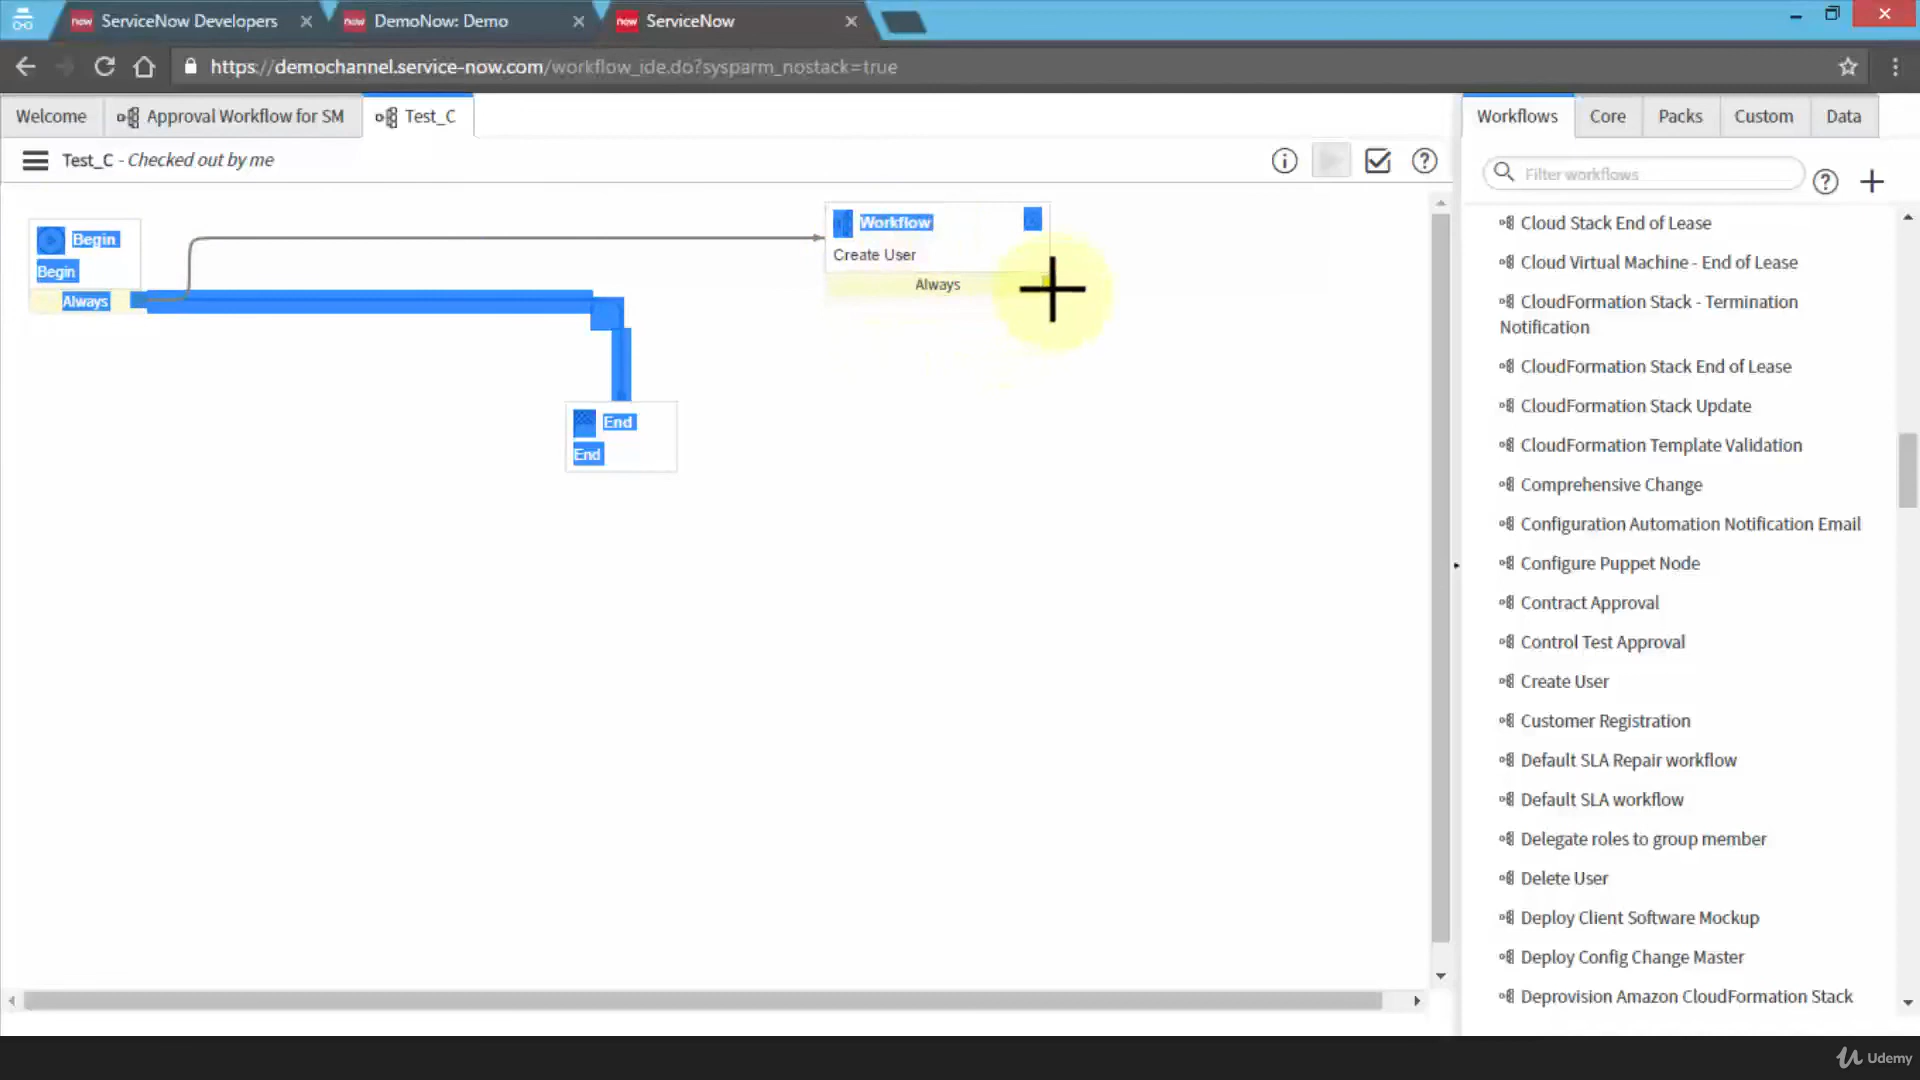 now ServiceNow Developers
now DemoNow: Demo
now ServiceNow
https://demochannel.service-now.com/workflow_ide.do?sysparm_nostack=true
Welcome
Approval Workflow for SM
Test_C
Workflows
Core
Packs
Custom
Data
Test_C - Checked out by me
Filter workflows
Begin
Begin
Always
Workflow
Create User
Always
End
End
Cloud Stack End of Lease
Cloud Virtual Machine - End of Lease
CloudFormation Stack - Termination
Notification
CloudFormation Stack End of Lease
CloudFormation Stack Update
CloudFormation Template Validation
Comprehensive Change
Configuration Automation Notification Email
Configure Puppet Node
Contract Approval
Control Test Approval
Create User
Customer Registration
Default SLA Repair workflow
Default SLA workflow
Delegate roles to group member
Delete User
Deploy Client Software Mockup
Deploy Config Change Master
Deprovision Amazon CloudFormation Stack
Udemy